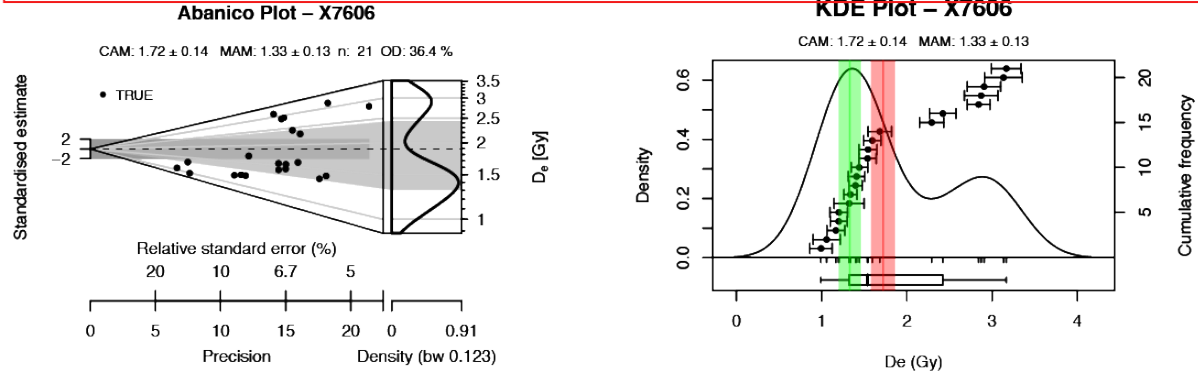 Abanico Plot – X7606
CAM: 1.72 ± 0.14 MAM: 1.33 ± 0.13 n: 21 OD: 36.4 %
TRUE
Standardised estimate
2
−2
3.5
3
2.5
2
1.5
1
De [Gy]
Relative standard error (%)
20 10 6.7 5
0 5 10 15 20 0 0.91
Precision Density (bw 0.123)
KDE Plot – X7606
CAM: 1.72 ± 0.14 MAM: 1.33 ± 0.13
Density
0.0 0.2 0.4 0.6
5 10 15 20
Cumulative frequency
0 1 2 3 4
De (Gy)